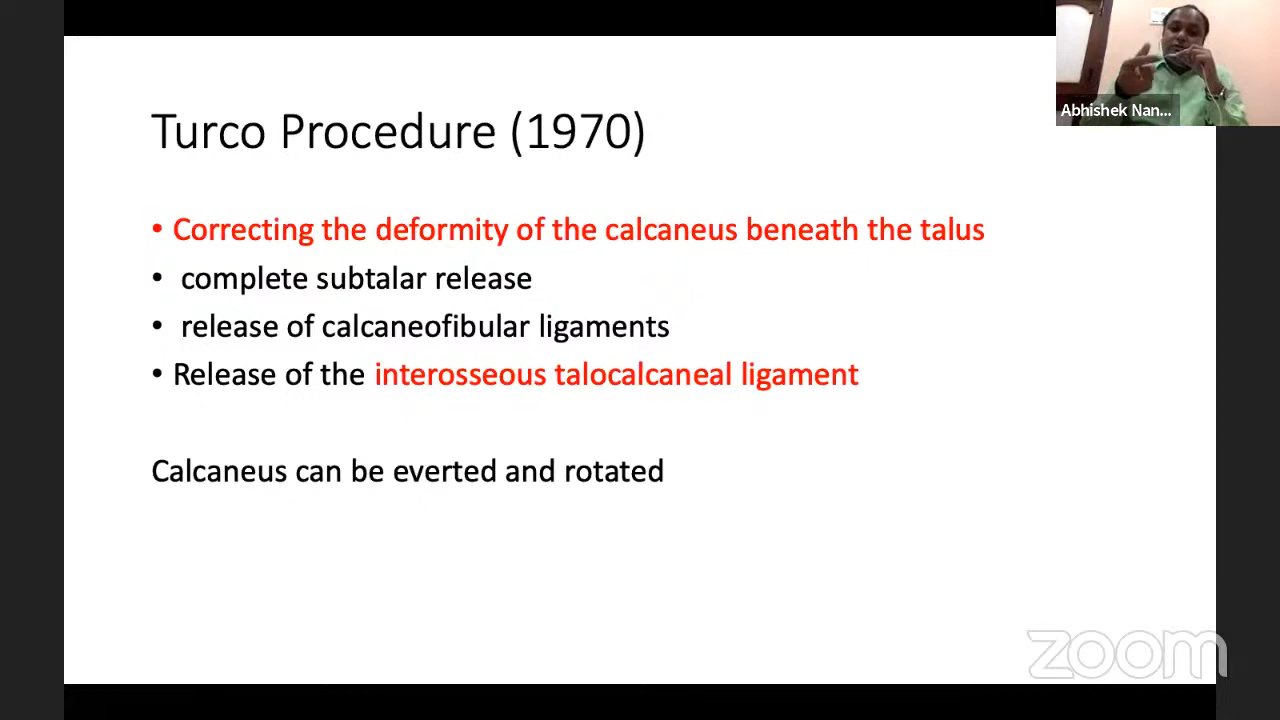 Abhishek Nan...
Turco Procedure (1970)
• Correcting the deformity of the calcaneus beneath the talus
• complete subtalar release
• release of calcaneofibular ligaments
• Release of the interosseous talocalcaneal ligament
Calcaneus can be everted and rotated
zoom